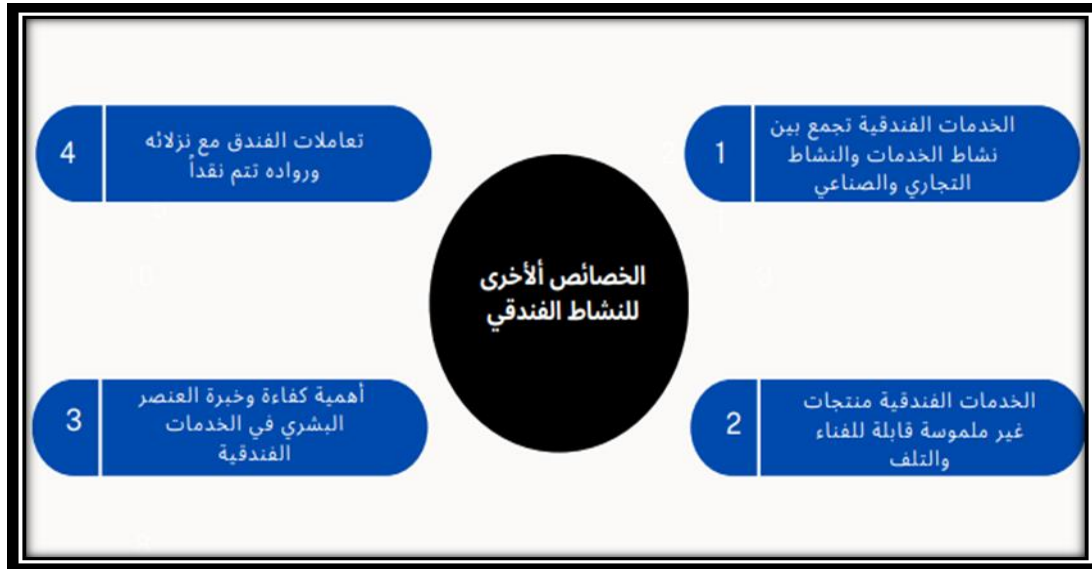 الخصائص ألأخرى
للنشاط الفندقي
1
الخدمات الفندقية تجمع بين
نشاط الخدمات والنشاط
التجاري والصناعي
2
الخدمات الفندقية منتجات
غير ملموسة قابلة للفناء
والتلف
3
أهمية كفاءة وخبرة العنصر
البشري في الخدمات
الفندقية
4
تعاملات الفندق مع نزلائه
ورواده تتم نقداً